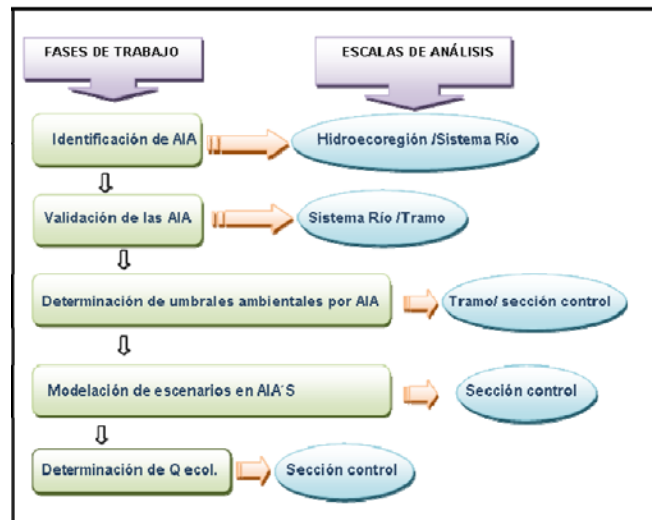 FASES DE TRABAJO
ESCALAS DE ANÁLISIS
Identificación de AIA
Hidroecoregión /Sistema Río
Validación de las AIA
Sistema Río /Tramo
Determinación de umbrales ambientales por AIA
Tramo/ sección control
Modelación de escenarios en AIA´S
Sección control
Determinación de Q ecol.
Sección control